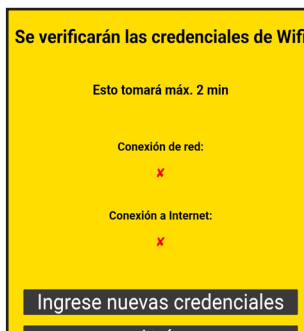 Se verificarán las credenciales de Wifi
Esto tomará máx. 2 min
Conexión de red:
✘
Conexión a Internet:
✘
Ingrese nuevas credenciales